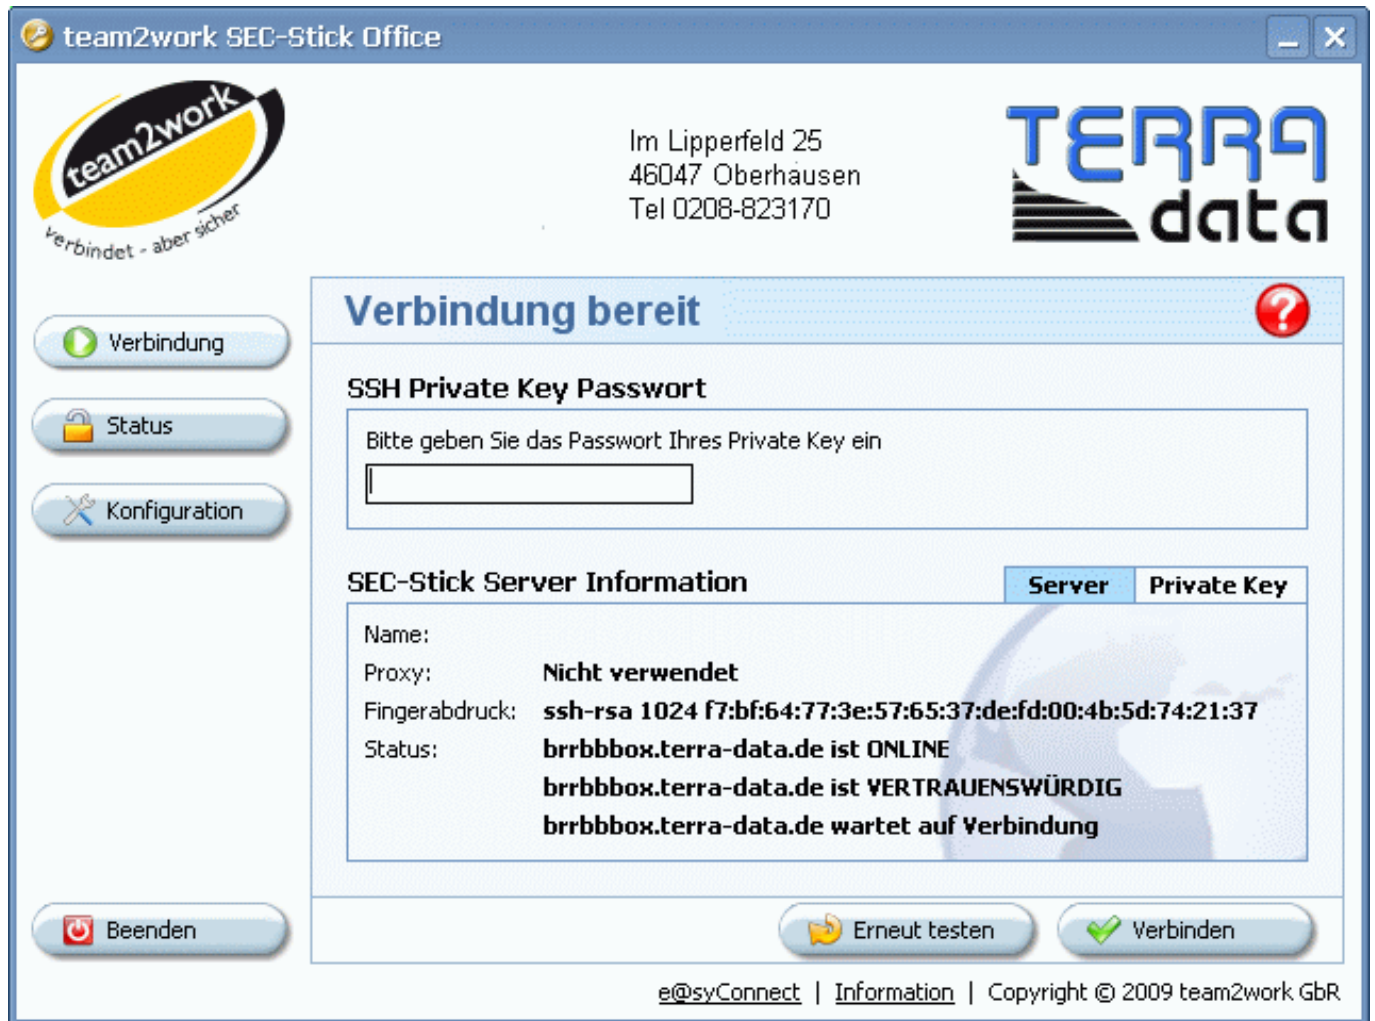 team2work SEC-Stick Office
team2work
verbindet - aber sicher
Im Lipperfeld 25
46047 Oberhausen
Tel 0208-823170
TERRA
data
Verbindung bereit
Verbindung
Status
Konfiguration
SSH Private Key Passwort
Bitte geben Sie das Passwort Ihres Private Key ein
SEC-Stick Server Information
Server
Private Key
Name:
Proxy: Nicht verwendet
Fingerabdruck: ssh-rsa 1024 f7:bf:64:77:3e:57:65:37:de:fd:00:4b:5d:74:21:37
Status: brrbbbox.terra-data.de ist ONLINE
brrbbbox.terra-data.de ist VERTRAUENSWÜRDIG
brrbbbox.terra-data.de wartet auf Verbindung
Beenden
Erneut testen
Verbinden
e@syConnect | Information | Copyright © 2009 team2work GbR